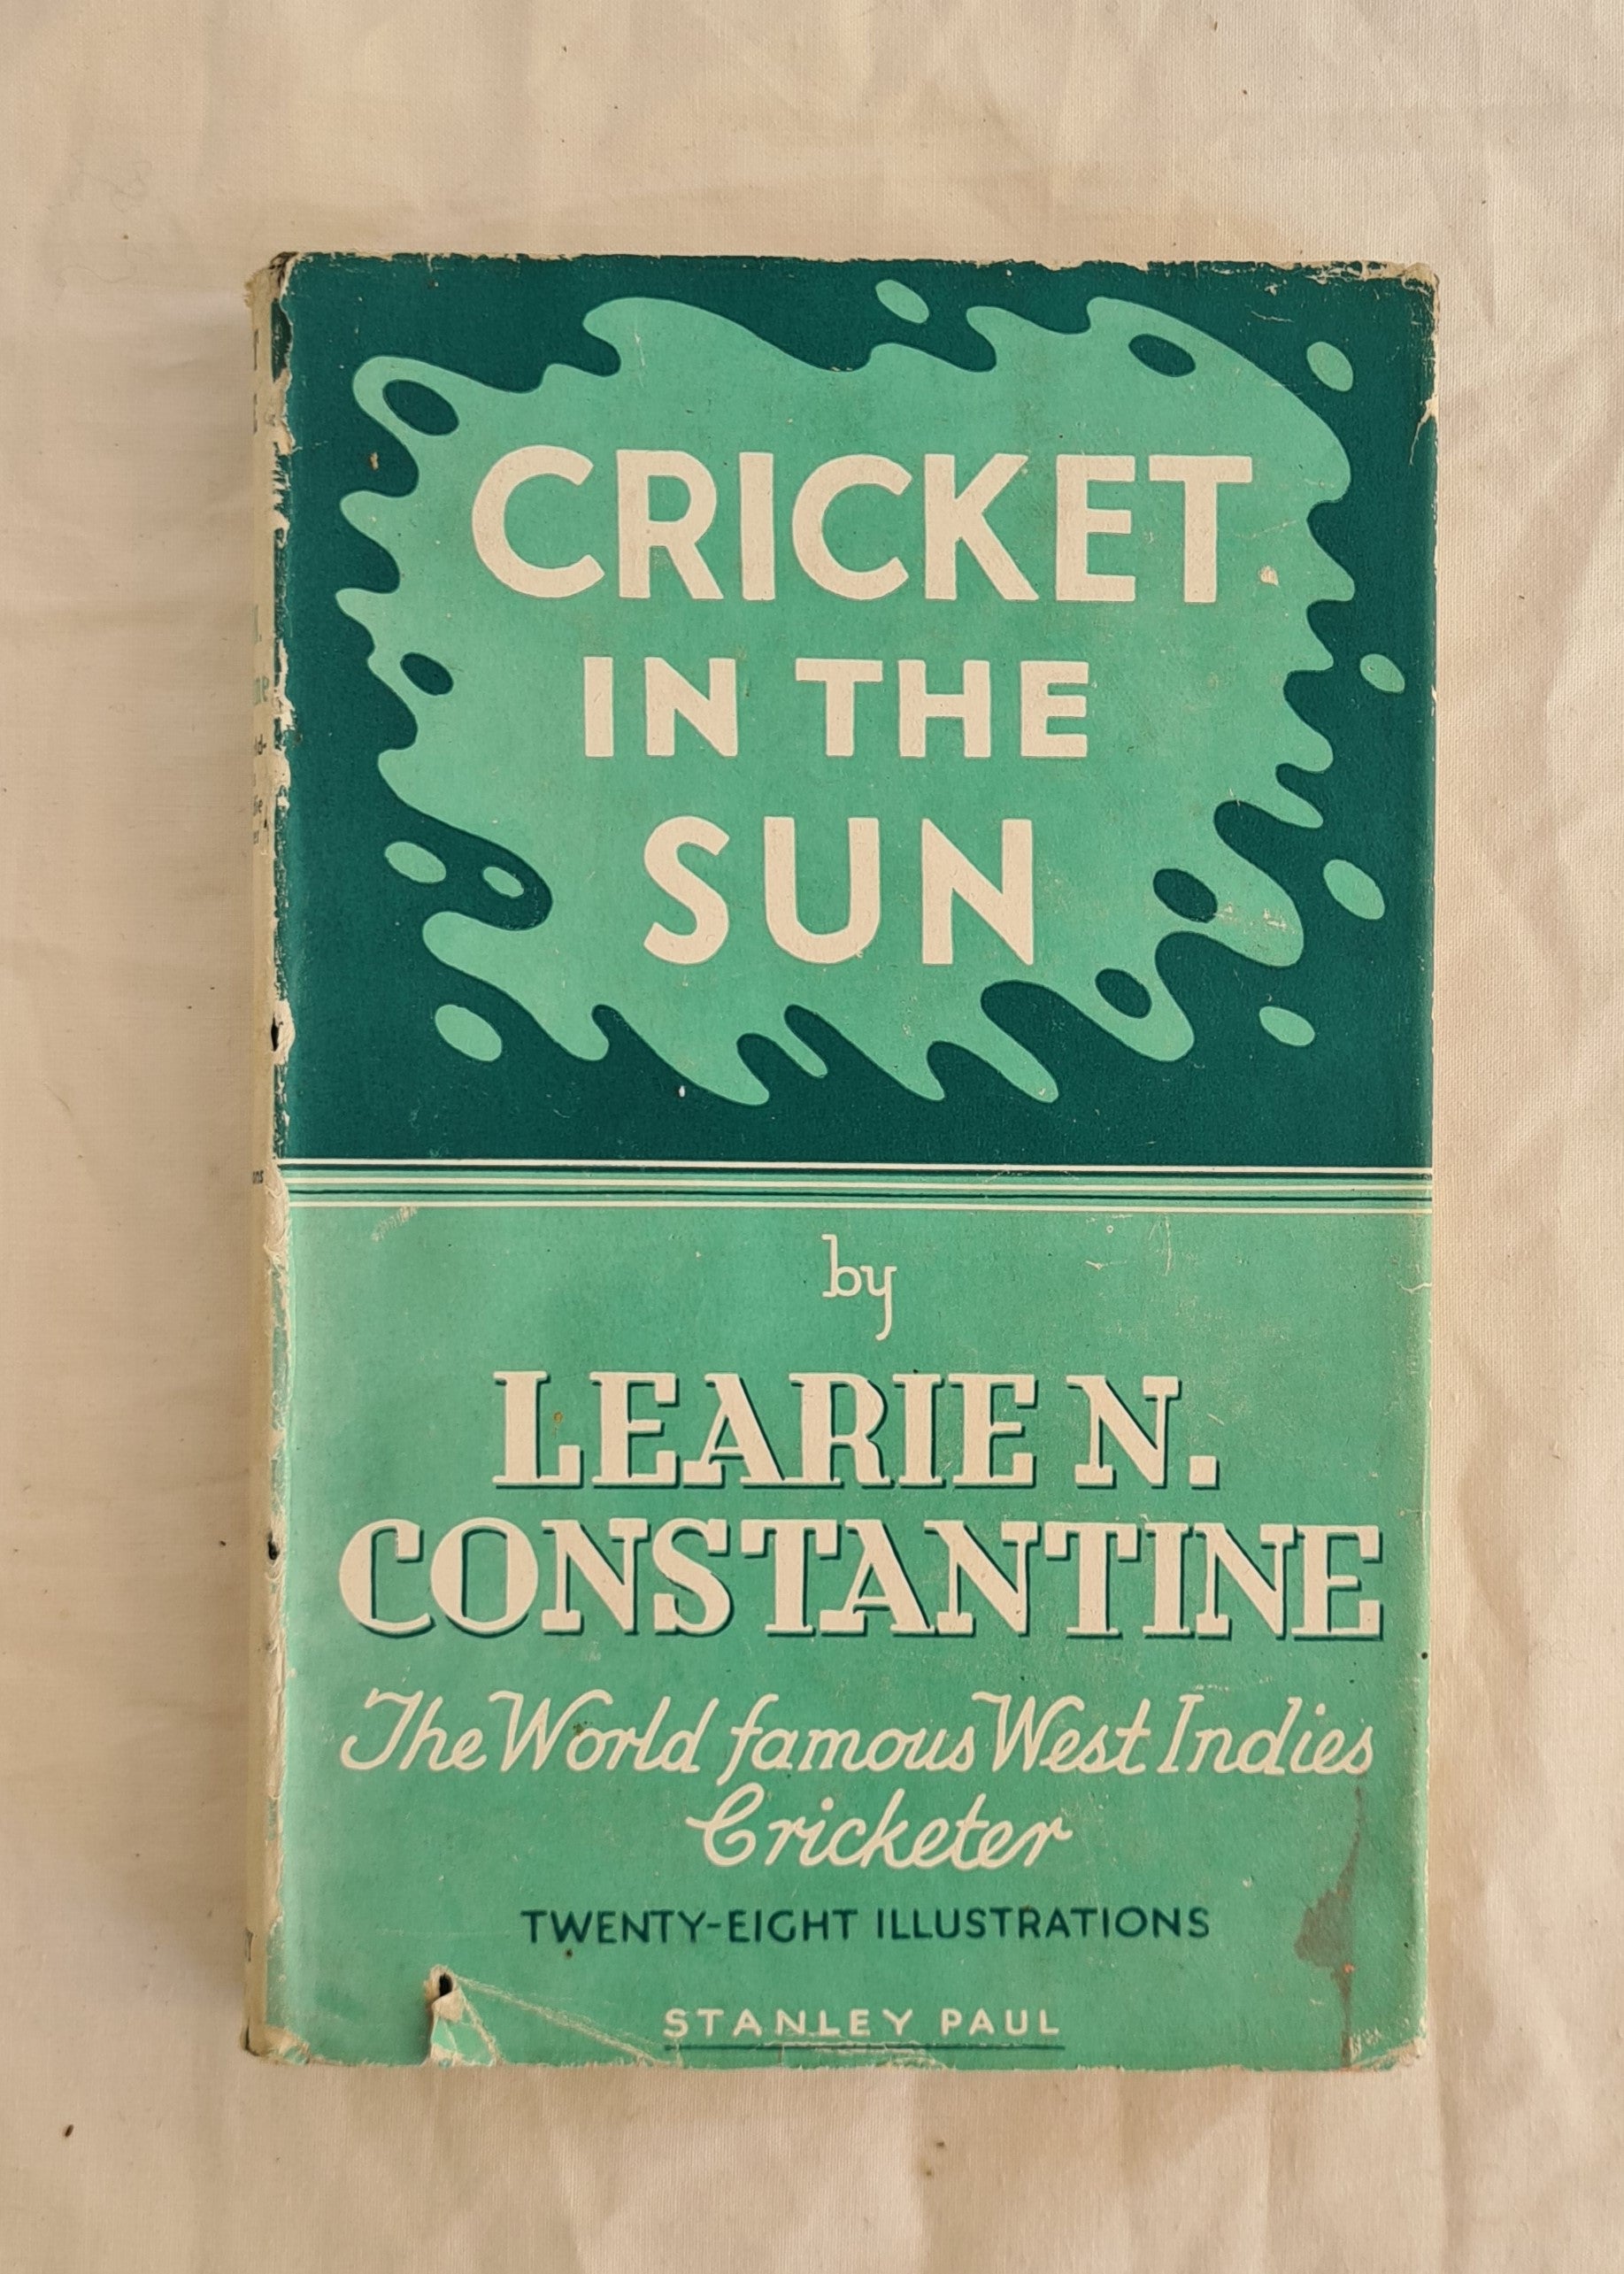 CRICKET
IN THE
SUN
by
LEARIE N.
CONSTANTINE
The World famous West Indies
Cricketer
TWENTY-EIGHT ILLUSTRATIONS
STANLEY PAUL